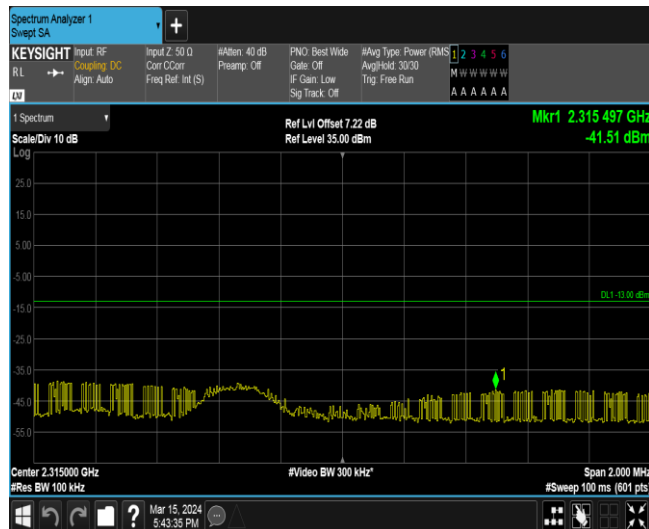 Spectrum Analyzer 1
Swept SA
KEYSIGHT
RL
LXI
Input: RF
Coupling: DC
Align: Auto
Input Z: 50 Ω
Corr CCorr
Freq Ref: Int (S)
#Atten: 40 dB
Preamp: Off
PNO: Best Wide
Gate: Off
IF Gain: Low
Sig Track: Off
#Avg Type: Power (RMS
Avg|Hold: 30/30
Trig: Free Run
1 2 3 4 5 6
M W W W W W
A A A A A A
1 Spectrum
Scale/Div 10 dB
Log
Ref Lvl Offset 7.22 dB
Ref Level 35.00 dBm
Mkr1 2.315 497 GHz
-41.51 dBm
25.0
15.0
5.00
-5.00
DL1 -13.00 dBm
-15.0
-25.0
-35.0
1
-45.0
-55.0
Center 2.315000 GHz
#Res BW 100 kHz
#Video BW 300 kHz*
Span 2.000 MHz
#Sweep 100 ms (601 pts)
Mar 15, 2024
5:43:35 PM